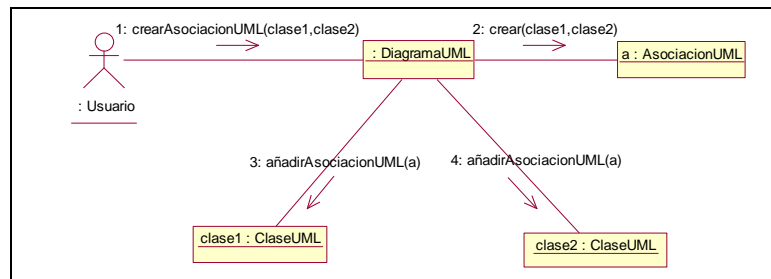 1: crearAsociacionUML(clase1,clase2)
2: crear(clase1,clase2)
: DiagramaUML
a : AsociacionUML
: Usuario
3: añadirAsociacionUML(a)
4: añadirAsociacionUML(a)
clase1 : ClaseUML
clase2 : ClaseUML